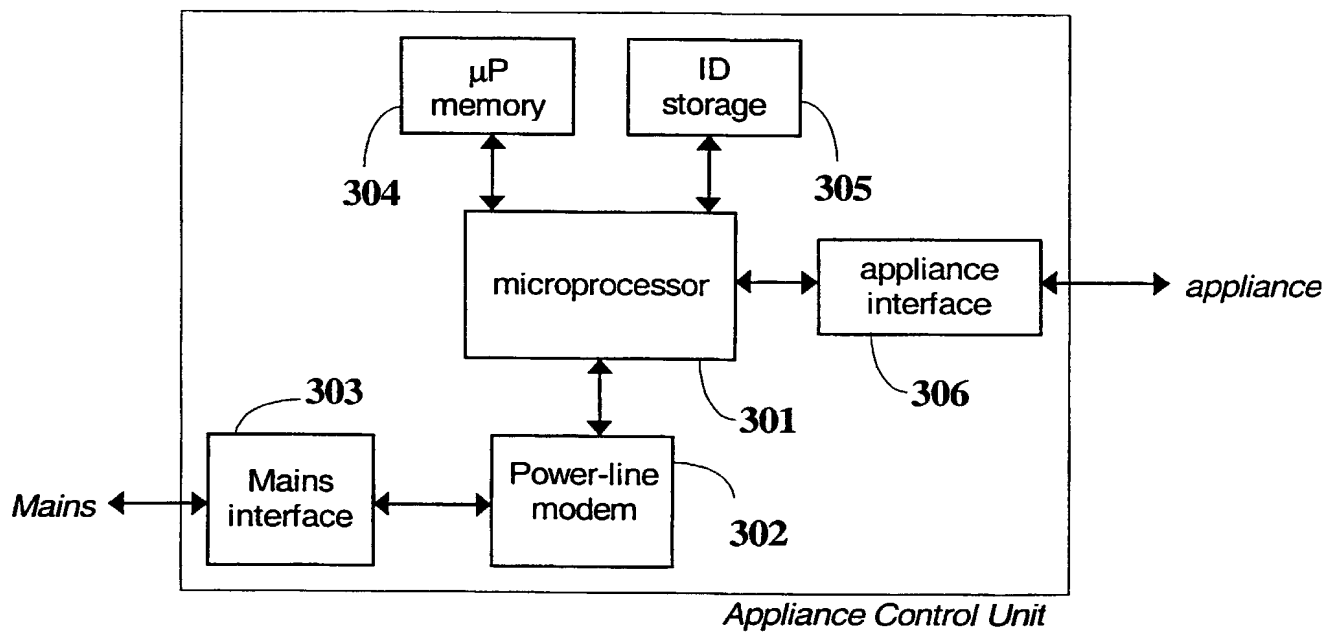 µP
memory
ID
storage
304
305
microprocessor
appliance
interface
appliance
303
301
306
Mains
Mains
interface
Power-line
modem
302
Appliance Control Unit